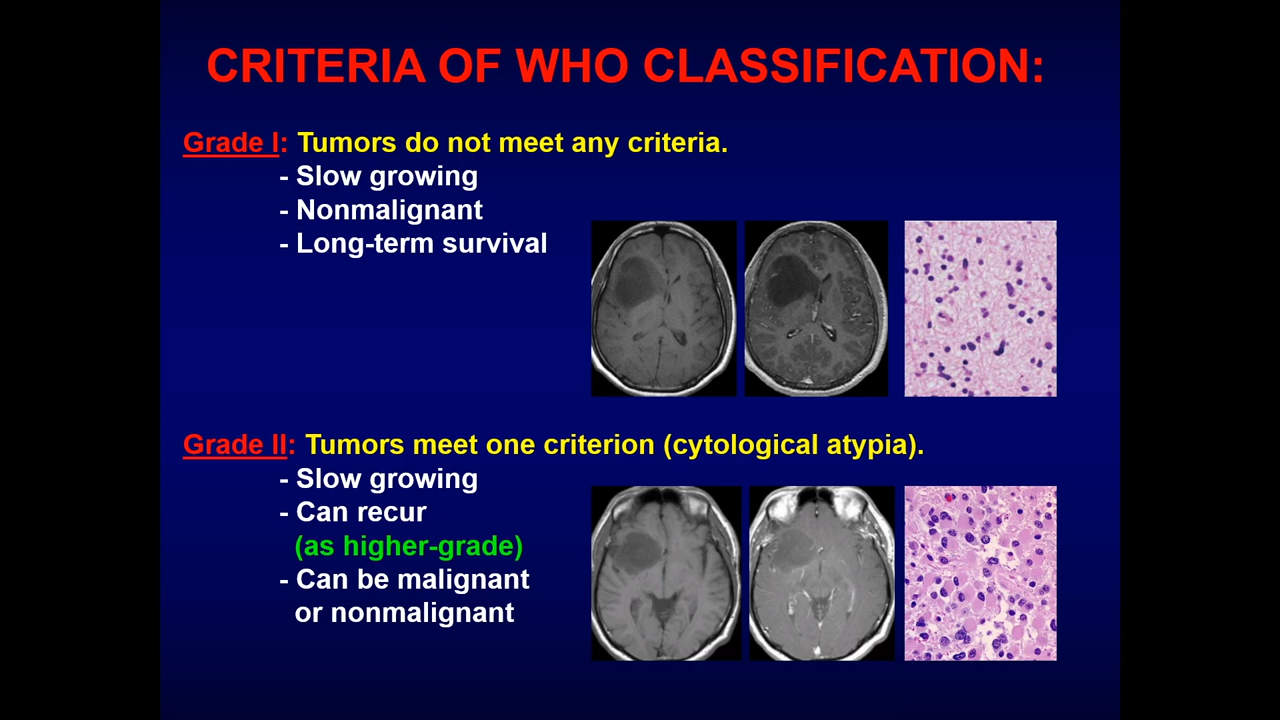 CRITERIA OF WHO CLASSIFICATION:
Grade I: Tumors do not meet any criteria.
- Slow growing
- Nonmalignant
- Long-term survival
Grade II: Tumors meet one criterion (cytological atypia).
- Slow growing
- Can recur
(as higher-grade)
- Can be malignant
or nonmalignant